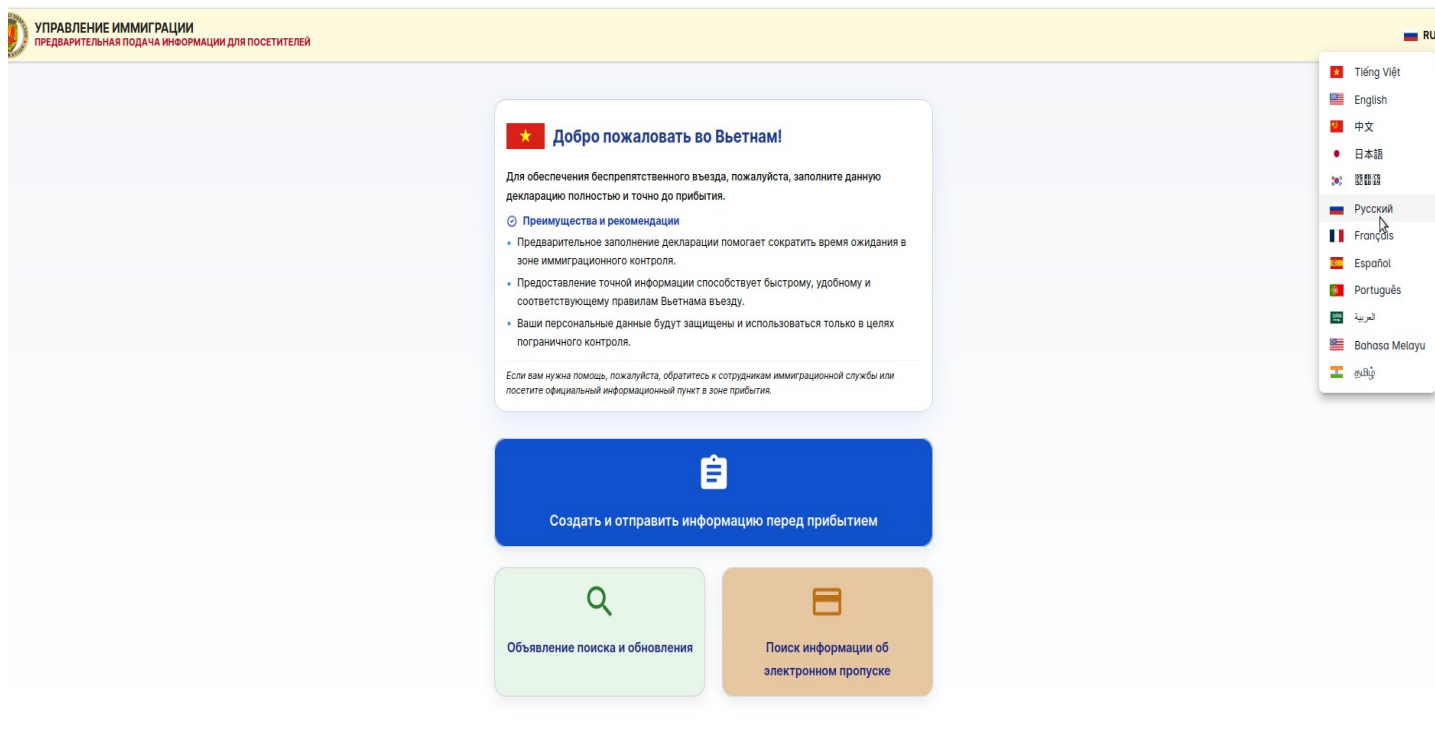 УПРАВЛЕНИЕ ИММИГРАЦИИ
ПРЕДВАРИТЕЛЬНАЯ ПОДАЧА ИНФОРМАЦИИ ДЛЯ ПОСЕТИТЕЛЕЙ
RU
Tiếng Việt
English
中文
日本語
Русский
Français
Español
Português
العربية
Bahasa Melayu
தமிழ்
Добро пожаловать во Вьетнам!
Для обеспечения беспрепятственного въезда, пожалуйста, заполните данную
декларацию полностью и точно до прибытия.
Преимущества и рекомендации
Предварительное заполнение декларации помогает сократить время ожидания в
зоне иммиграционного контроля.
Предоставление точной информации способствует быстрому, удобному и
соответствующему правилам Вьетнама въезду.
Ваши персональные данные будут защищены и использоваться только в целях
пограничного контроля.
Если вам нужна помощь, пожалуйста, обратитесь к сотрудникам иммиграционной службы или
посетите официальный информационный пункт в зоне прибытия.
Создать и отправить информацию перед прибытием
Объявление поиска и обновления
Поиск информации об
электронном пропуске